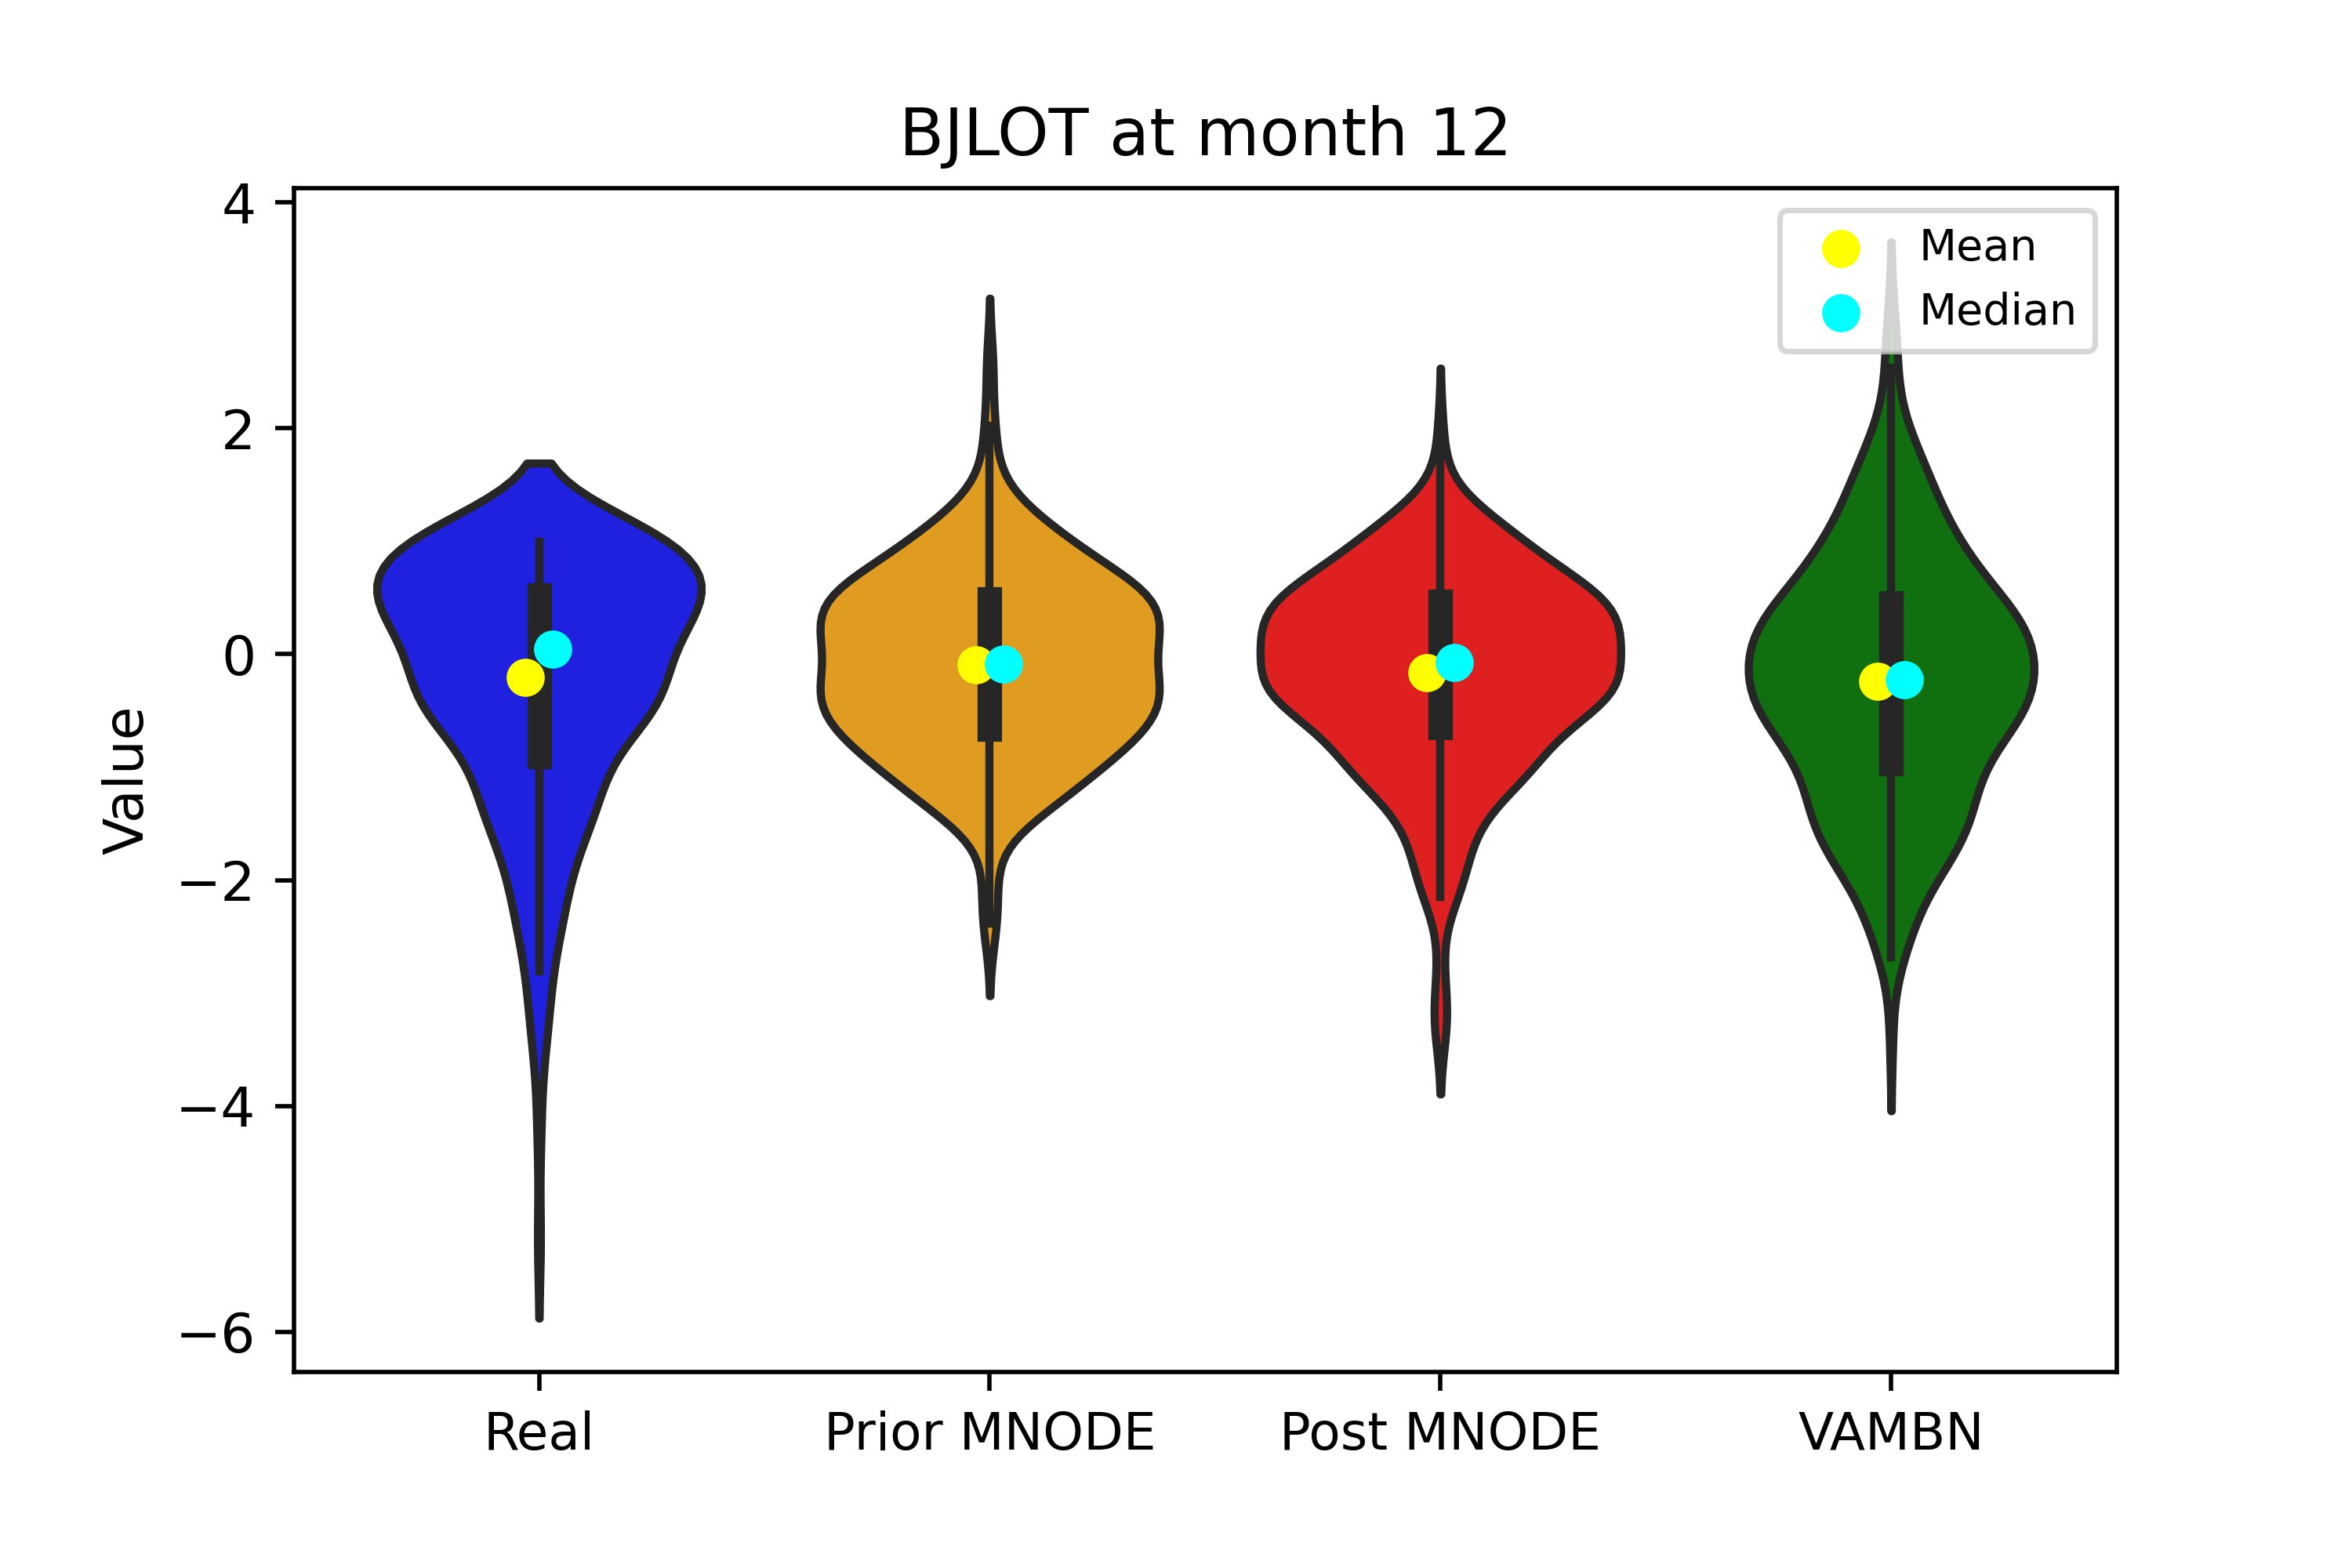 BJLOT at month 12
Mean
Median
Value
4
2
0
−2
−4
−6
Real
Prior MNODE
Post MNODE
VAMBN